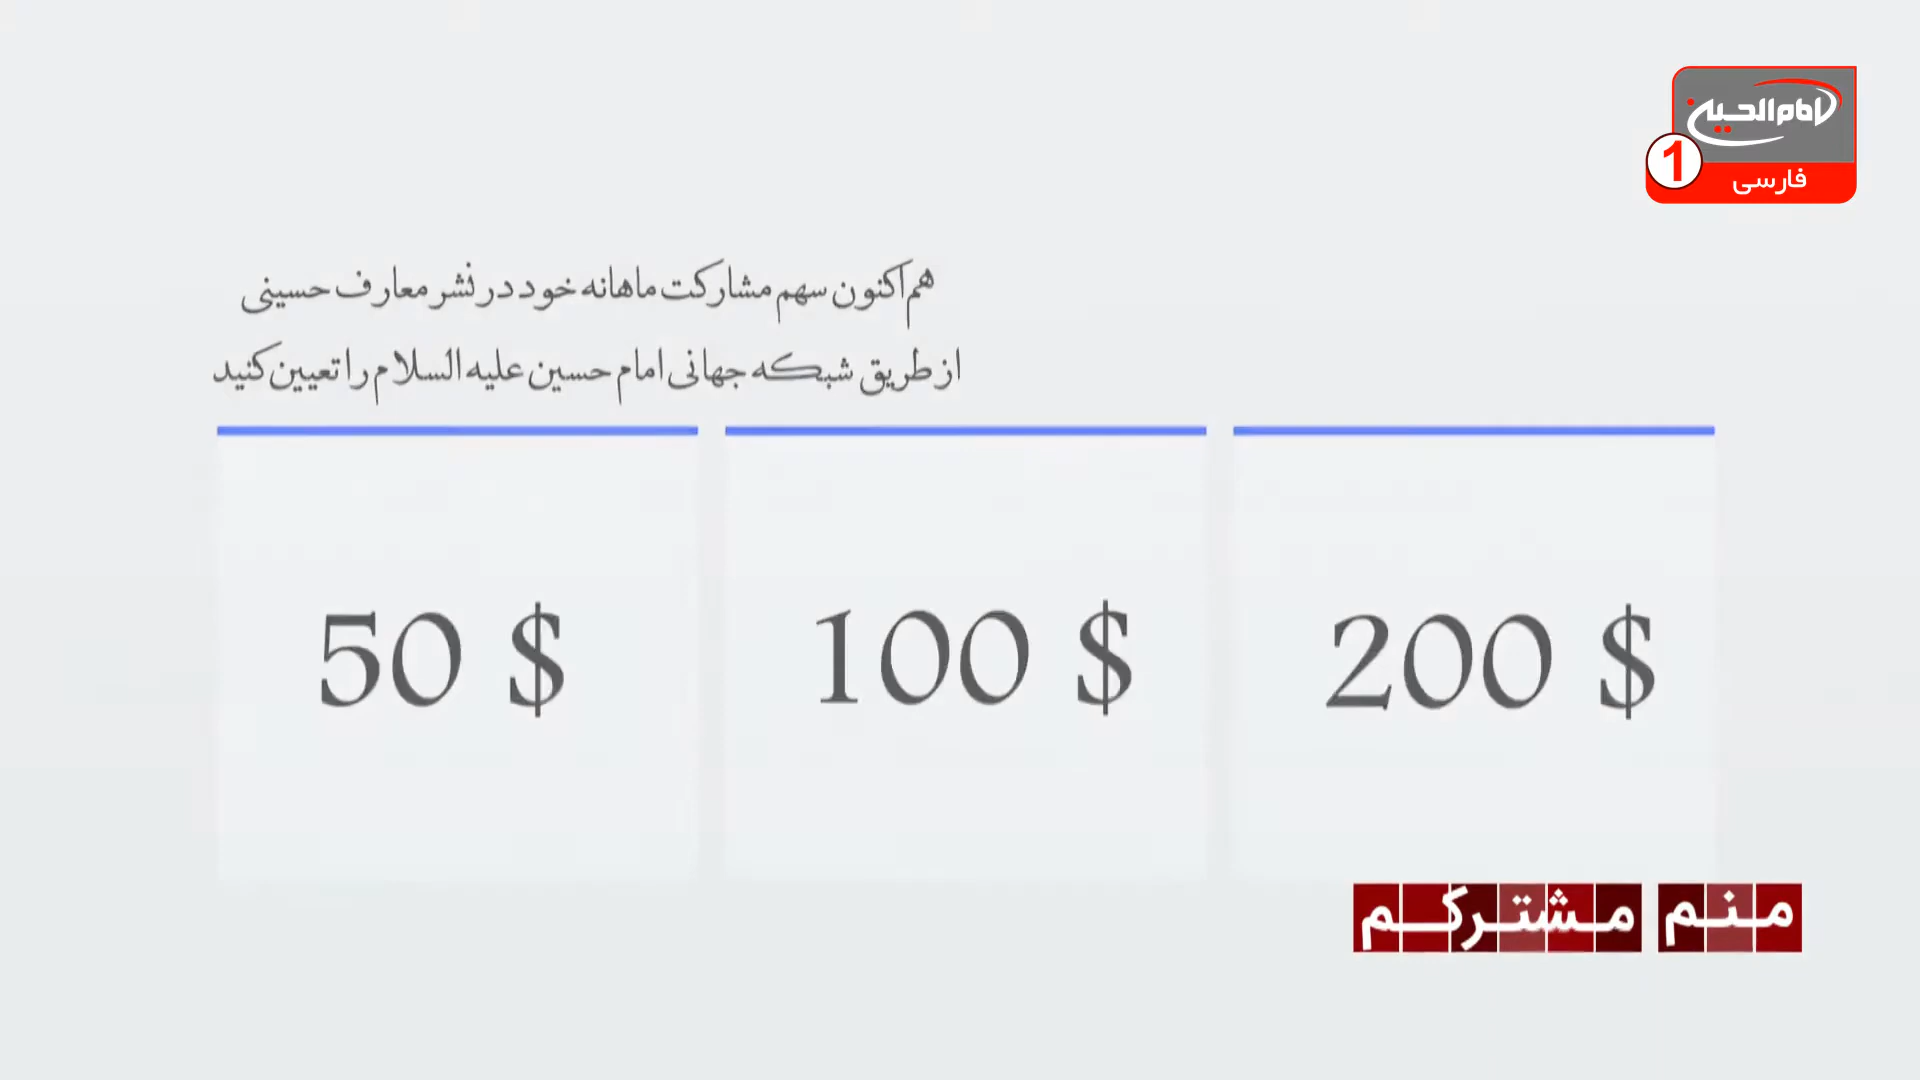 امام الحسین
1
فارسی
هم‌اکنون سهم مشارکت ماهانه خود در نشر معارف حسینی
از طریق شبکه جهانی امام حسین علیه السلام را تعیین کنید
50 $
100 $
200 $
منم مشترکم